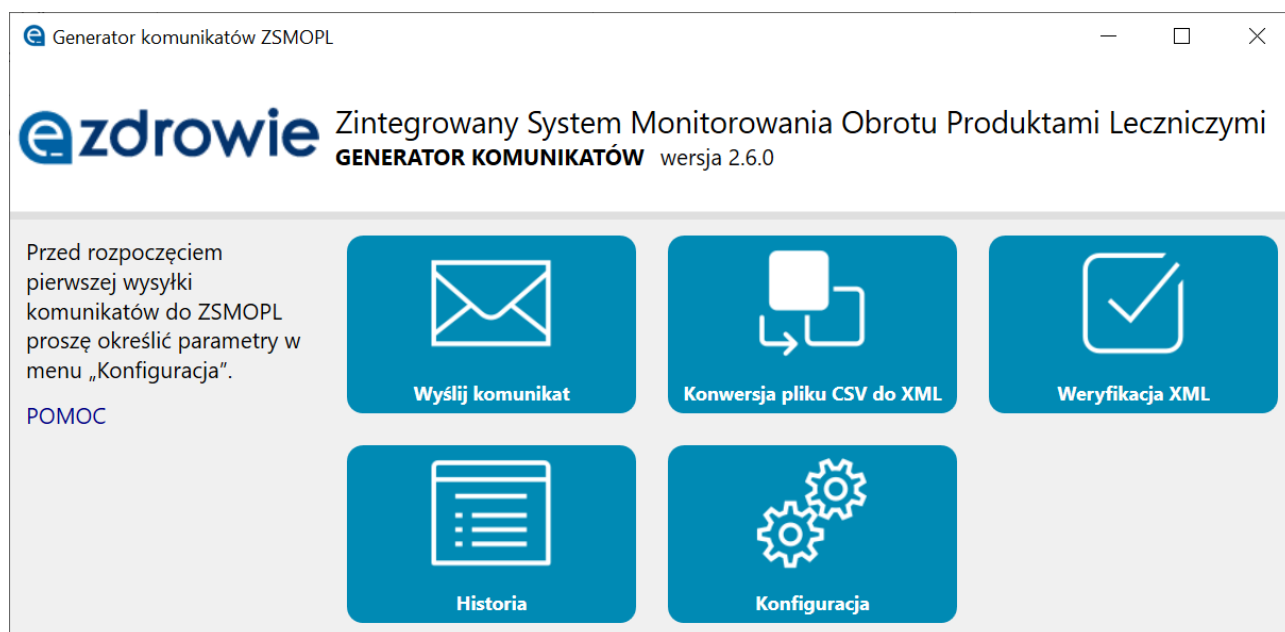 Generator komunikatów ZSMOPL
ezdrowie
Zintegrowany System Monitorowania Obrotu Produktami Leczniczymi
GENERATOR KOMUNIKATÓW wersja 2.6.0
Przed rozpoczęciem
pierwszej wysyłki
komunikatów do ZSMOPL
proszę określić parametry w
menu „Konfiguracja”.
POMOC
Wyślij komunikat
Konwersja pliku CSV do XML
Weryfikacja XML
Historia
Konfiguracja